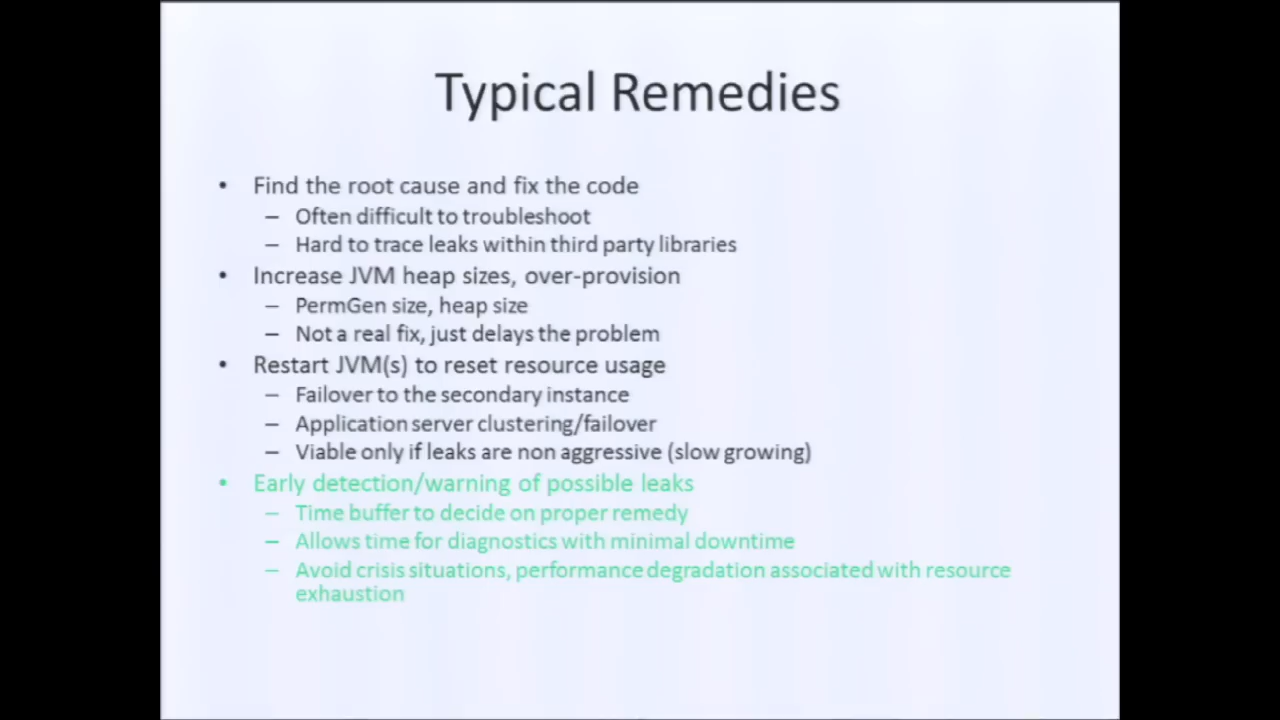 Typical Remedies
• Find the root cause and fix the code
– Often difficult to troubleshoot
– Hard to trace leaks within third party libraries
• Increase JVM heap sizes, over-provision
– PermGen size, heap size
– Not a real fix, just delays the problem
• Restart JVM(s) to reset resource usage
– Failover to the secondary instance
– Application server clustering/failover
– Viable only if leaks are non aggressive (slow growing)
• Early detection/warning of possible leaks
– Time buffer to decide on proper remedy
– Allows time for diagnostics with minimal downtime
– Avoid crisis situations, performance degradation associated with resource
exhaustion